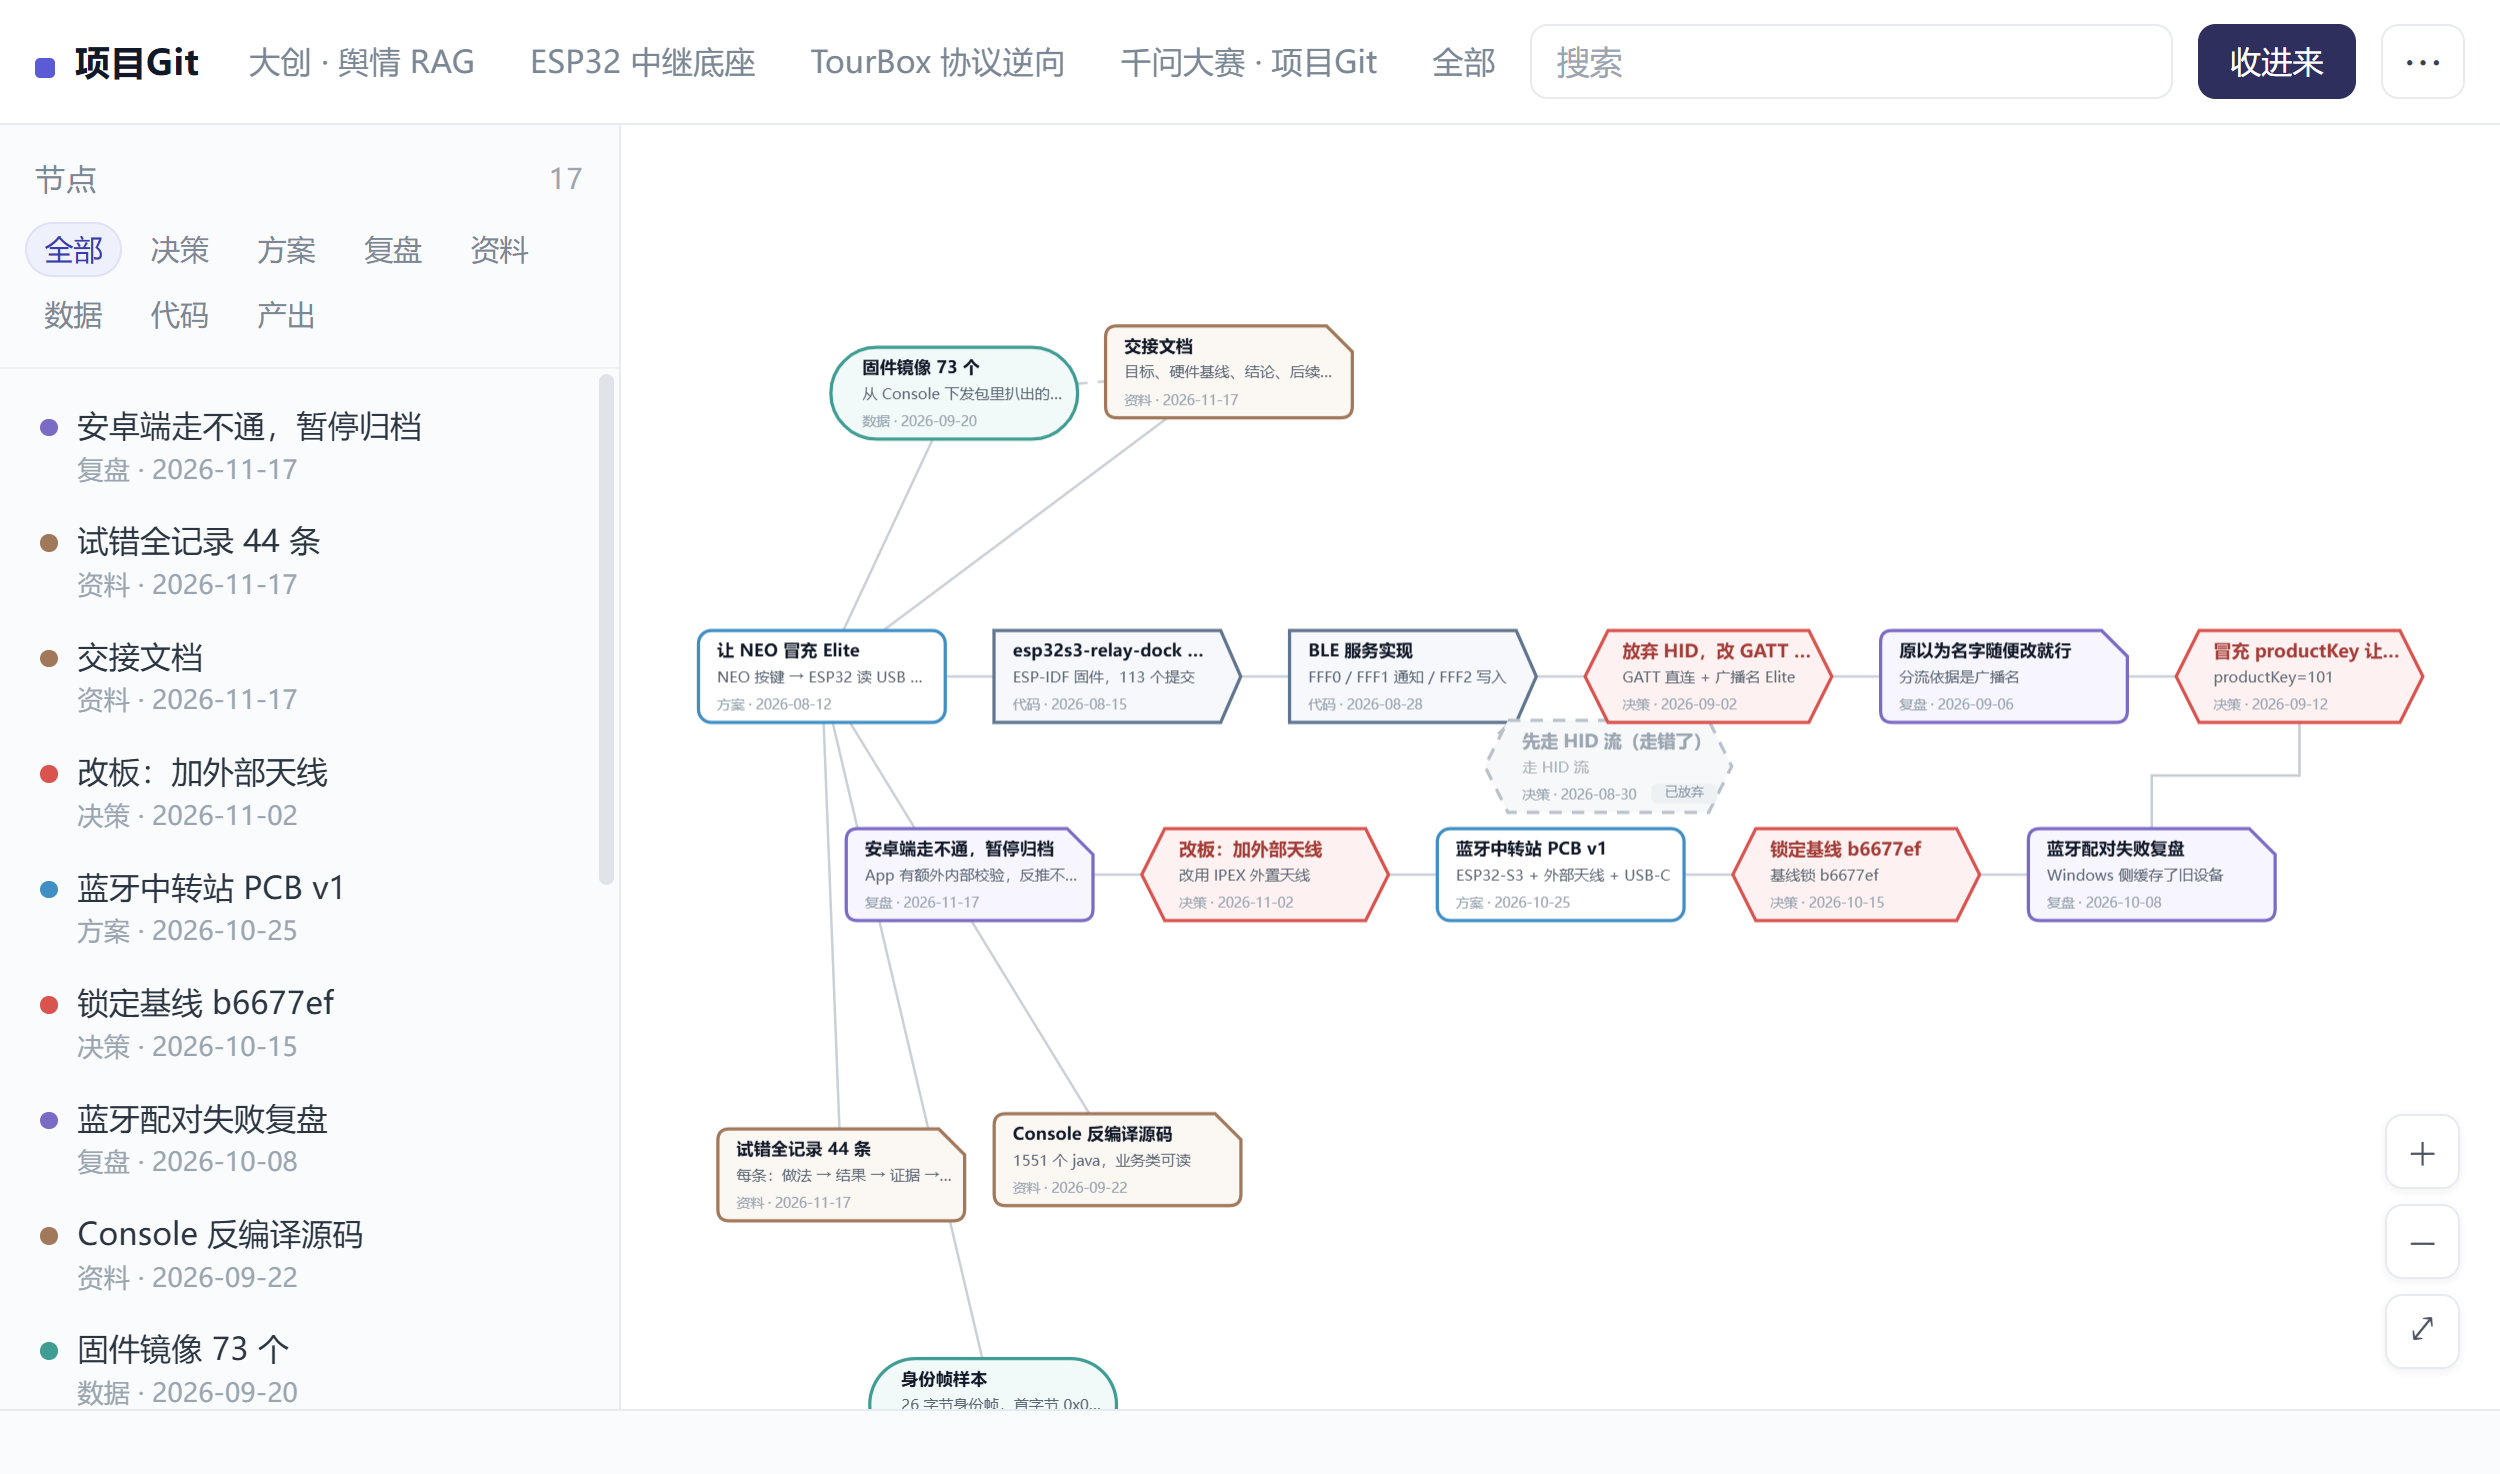 项目Git
大创 · 舆情 RAG
ESP32 中继底座
TourBox 协议逆向
千问大赛 · 项目Git
全部
搜索
收进来
···
节点
17
全部
决策
方案
复盘
资料
数据
代码
产出
安卓端走不通，暂停归档
复盘 · 2026-11-17
试错全记录 44 条
资料 · 2026-11-17
交接文档
资料 · 2026-11-17
改板：加外部天线
决策 · 2026-11-02
蓝牙中转站 PCB v1
方案 · 2026-10-25
锁定基线 b6677ef
决策 · 2026-10-15
蓝牙配对失败复盘
复盘 · 2026-10-08
Console 反编译源码
资料 · 2026-09-22
固件镜像 73 个
数据 · 2026-09-20
固件镜像 73 个
从 Console 下发包里扒出的...
数据 · 2026-09-20
交接文档
目标、硬件基线、结论、后续...
资料 · 2026-11-17
让 NEO 冒充 Elite
NEO 按键 → ESP32 读 USB ...
方案 · 2026-08-12
esp32s3-relay-dock ...
ESP-IDF 固件，113 个提交
代码 · 2026-08-15
BLE 服务实现
FFF0 / FFF1 通知 / FFF2 写入
代码 · 2026-08-28
放弃 HID，改 GATT ...
GATT 直连 + 广播名 Elite
决策 · 2026-09-02
原以为名字随便改就行
分流依据是广播名
复盘 · 2026-09-06
冒充 productKey 让...
productKey=101
决策 · 2026-09-12
先走 HID 流（走错了）
走 HID 流
决策 · 2026-08-30
已放弃
安卓端走不通，暂停归档
App 有额外内部校验，反推不...
复盘 · 2026-11-17
改板：加外部天线
改用 IPEX 外置天线
决策 · 2026-11-02
蓝牙中转站 PCB v1
ESP32-S3 + 外部天线 + USB-C
方案 · 2026-10-25
锁定基线 b6677ef
基线锁 b6677ef
决策 · 2026-10-15
蓝牙配对失败复盘
Windows 侧缓存了旧设备
复盘 · 2026-10-08
试错全记录 44 条
每条：做法 → 结果 → 证据 →...
资料 · 2026-11-17
Console 反编译源码
1551 个 java，业务类可读
资料 · 2026-09-22
身份帧样本
26 字节身份帧，首字节 0x0...